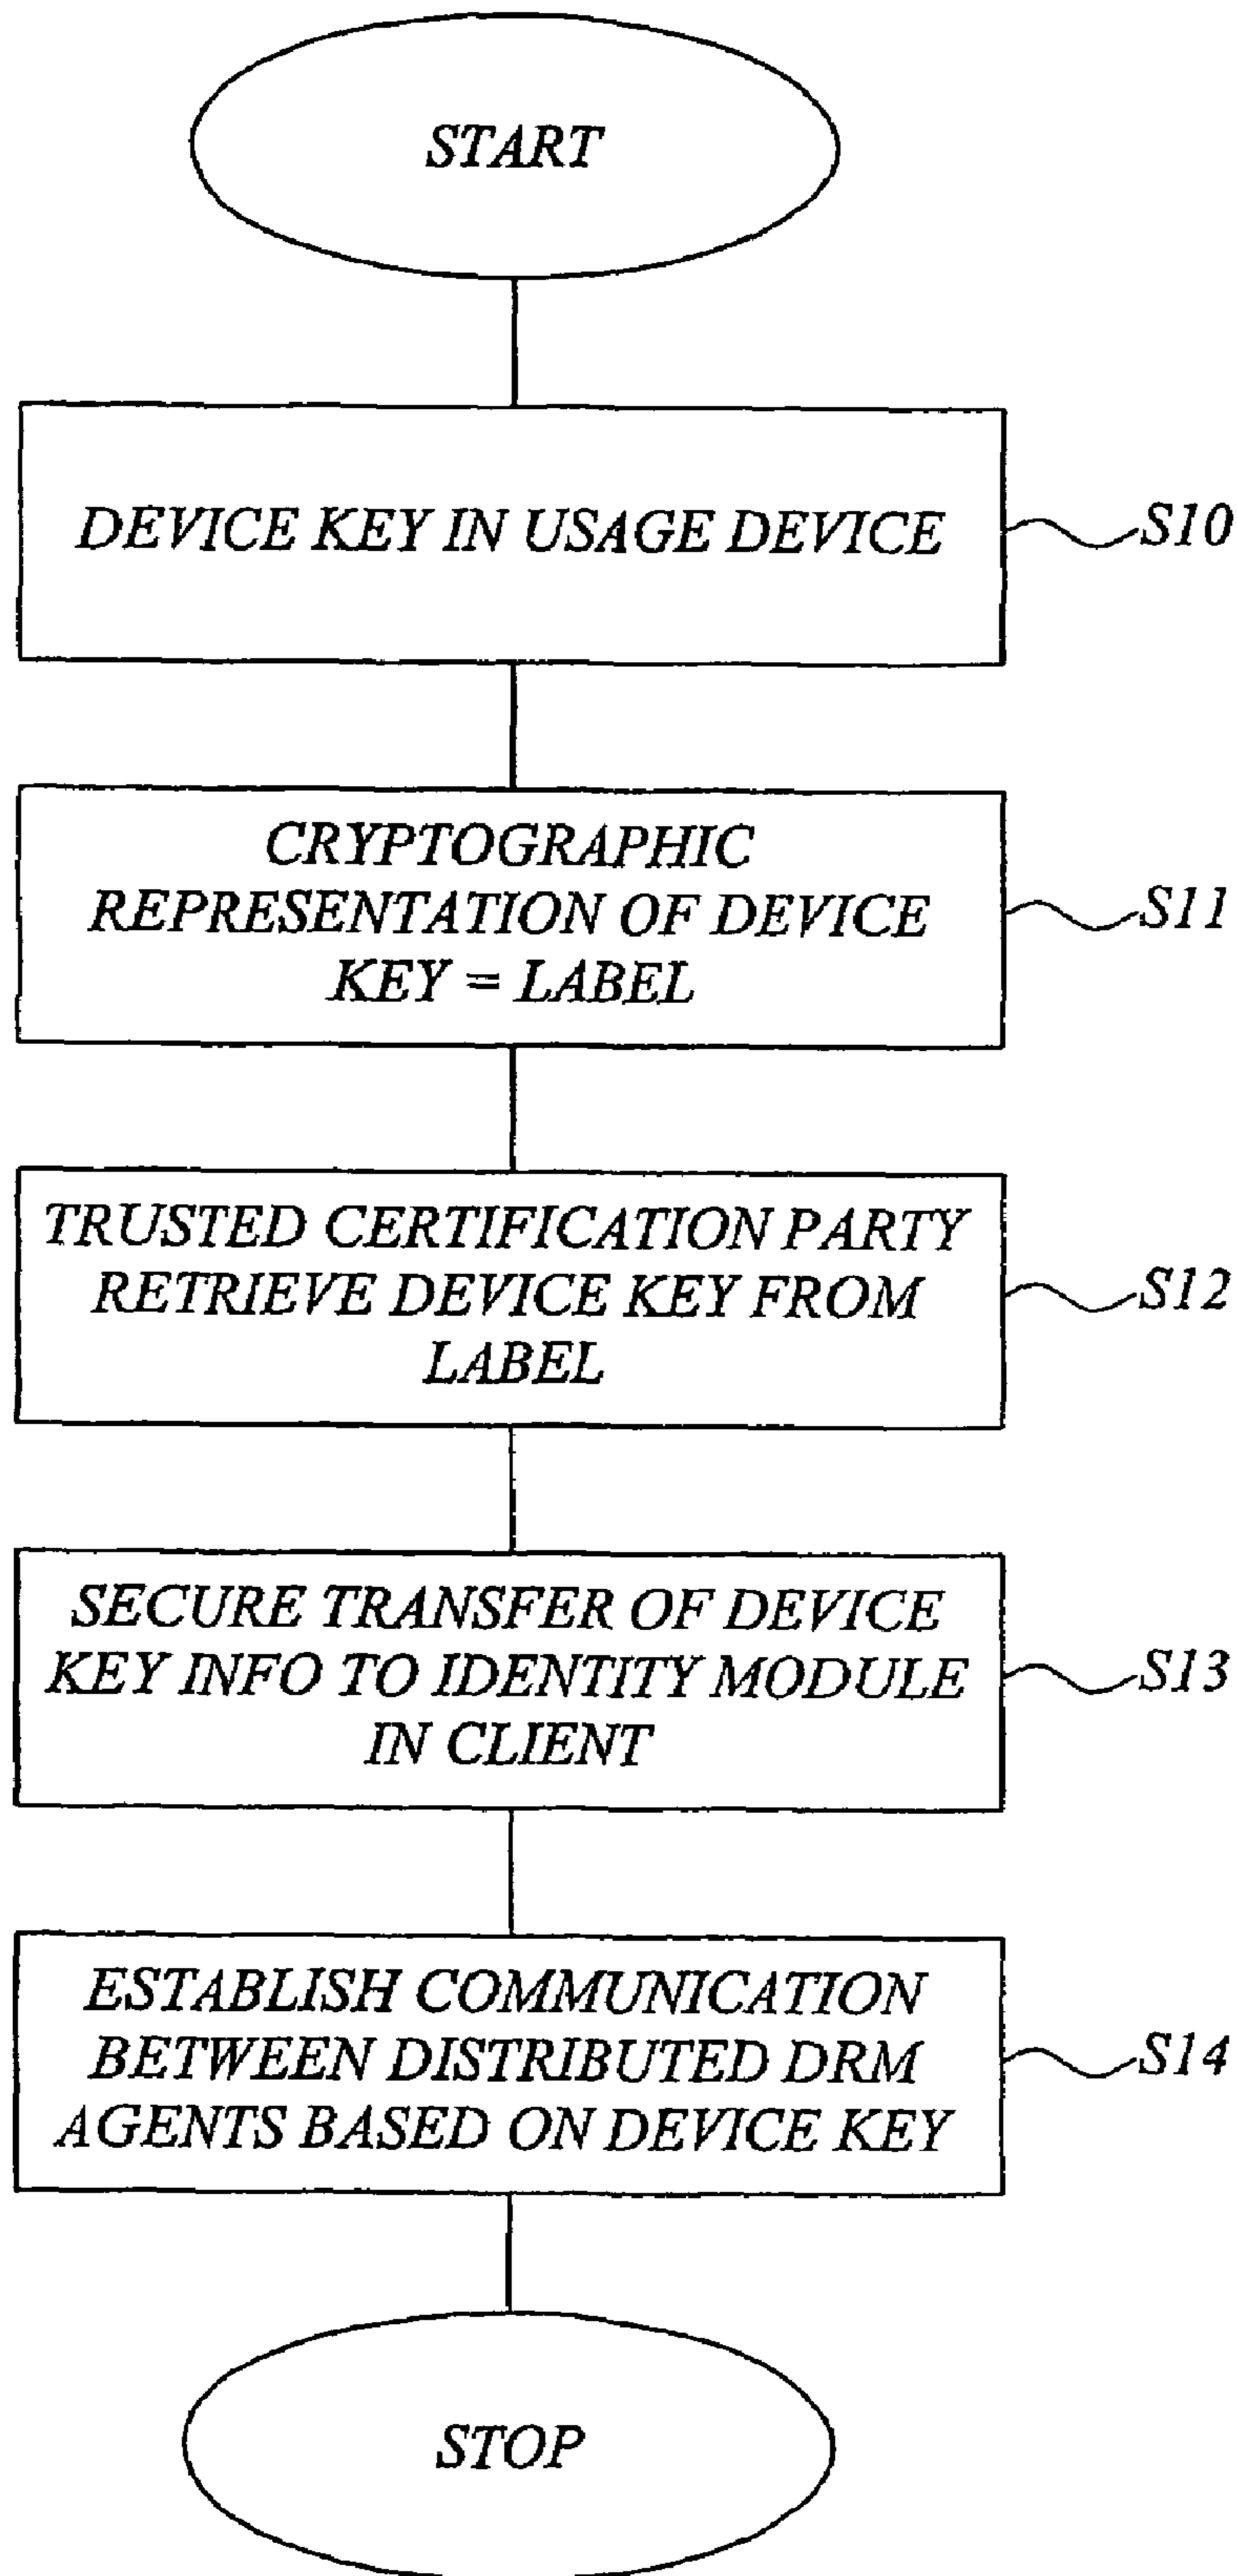 START
DEVICE KEY IN USAGE DEVICE
S10
CRYPTOGRAPHIC
REPRESENTATION OF DEVICE
KEY = LABEL
S11
TRUSTED CERTIFICATION PARTY
RETRIEVE DEVICE KEY FROM
LABEL
S12
SECURE TRANSFER OF DEVICE
KEY INFO TO IDENTITY MODULE
IN CLIENT
S13
ESTABLISH COMMUNICATION
BETWEEN DISTRIBUTED DRM
AGENTS BASED ON DEVICE KEY
S14
STOP